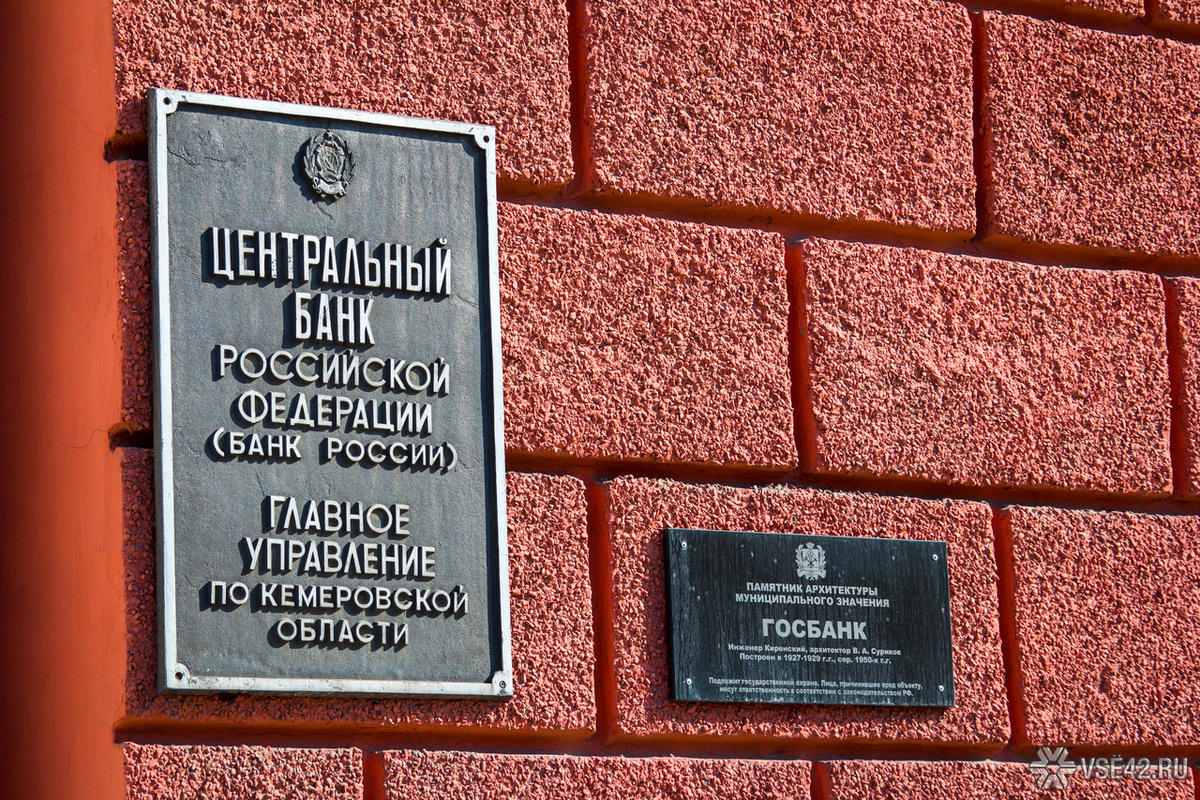 ЦЕНТРАЛЬНЫЙ
БАНК
РОССИЙСКОЙ
ФЕДЕРАЦИИ
(БАНК РОССИИ)
ГЛАВНОЕ
УПРАВЛЕНИЕ
ПО КЕМЕРОВСКОЙ
ОБЛАСТИ
ПАМЯТНИК АРХИТЕКТУРЫ
МУНИЦИПАЛЬНОГО ЗНАЧЕНИЯ
ГОСБАНК
Инженер Киренский, архитектор В. А. Суриков
Построен в 1927-1929 г.г., сер. 1950-х г.г.
Подлежит государственной охране. Лица, причинившие вред объекту,
несут ответственность в соответствии с законодательством РФ.
VSE42.RU